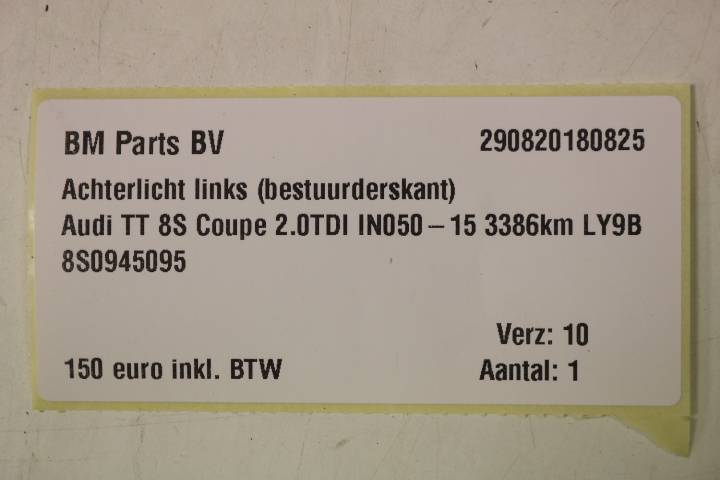 BM Parts BV 290820180825
Achterlicht links (bestuurderskant)
Audi TT 8S Coupe 2.0TDI IN050 – 15 3386km LY9B
8S0945095
Verz: 10
150 euro inkl. BTW Aantal: 1